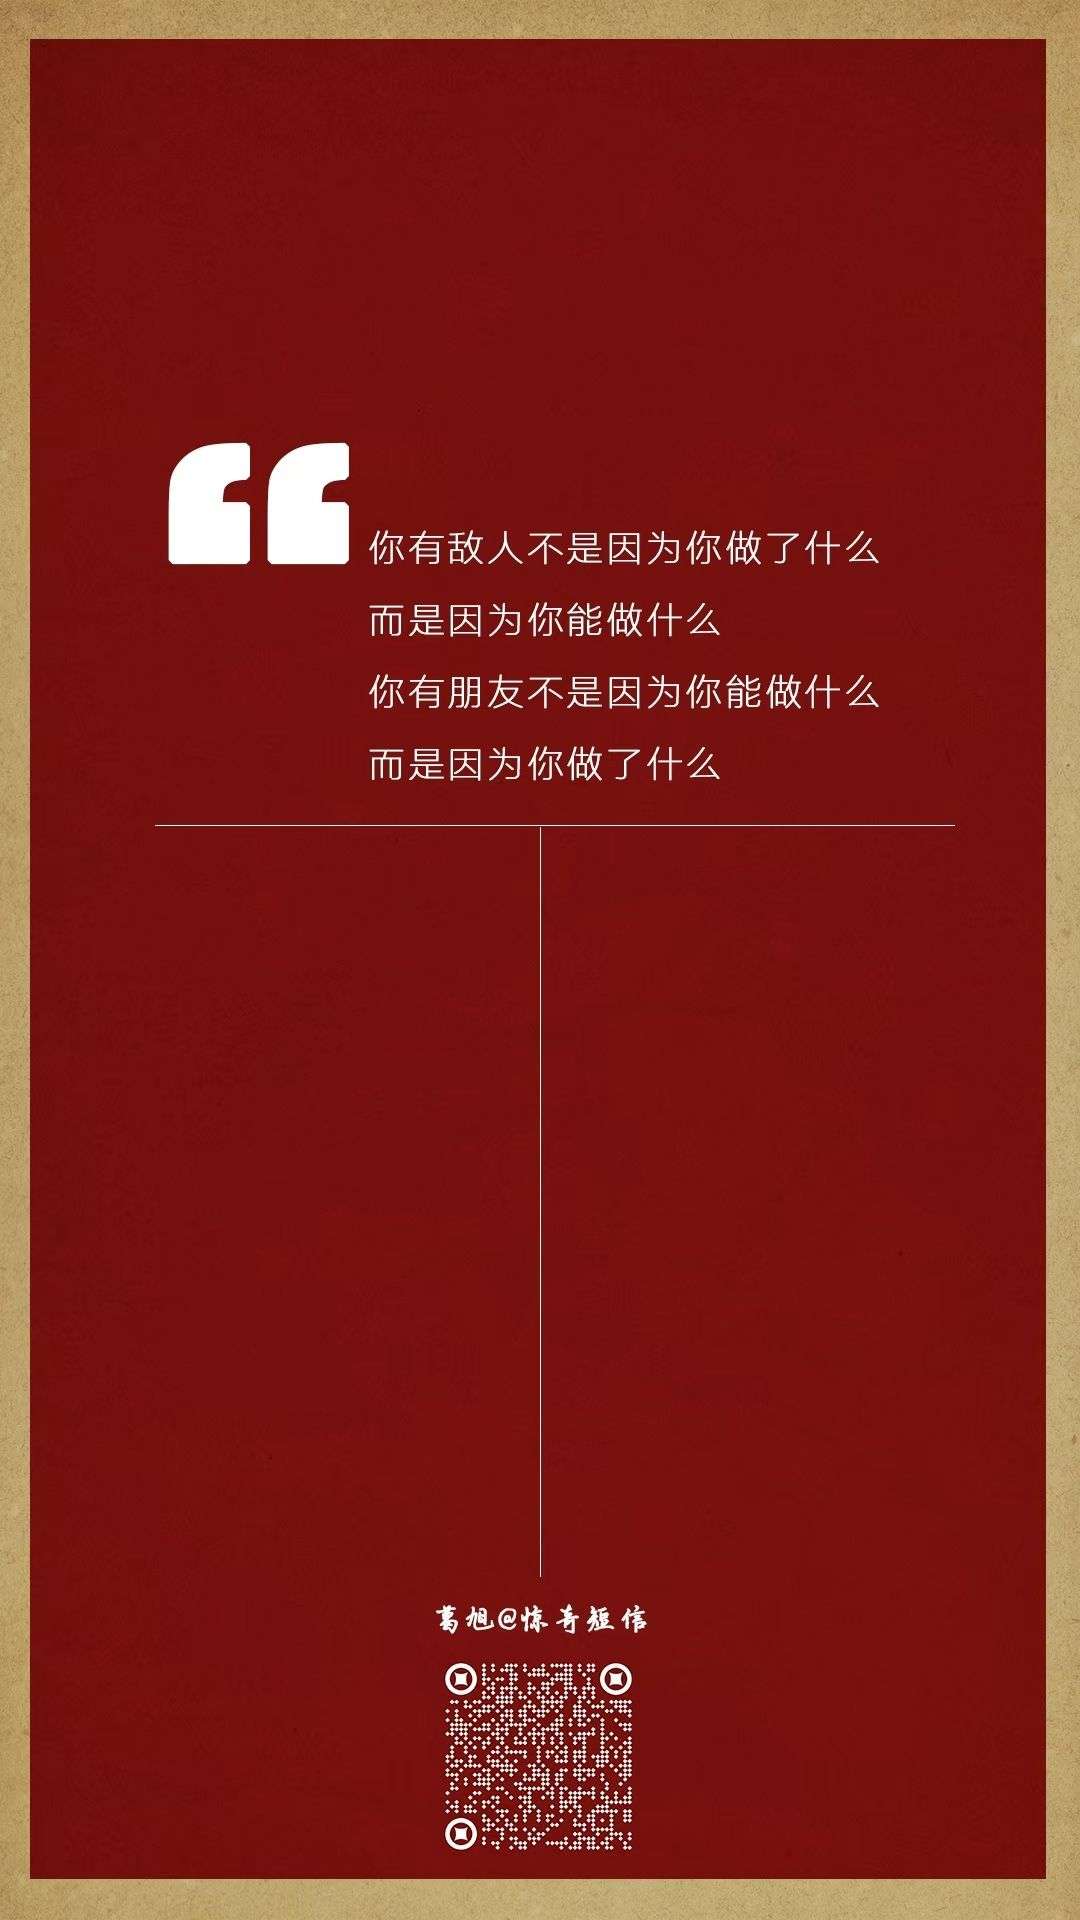 你有敌人不是因为你做了什么
而是因为你能做什么
你有朋友不是因为你能做什么
而是因为你做了什么
葛旭@惊奇短信